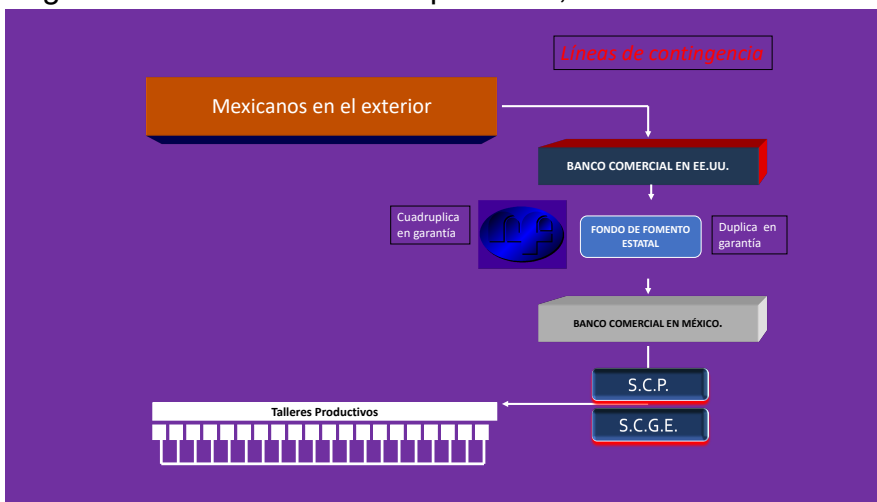 Líneas de contingencia
Mexicanos en el exterior
BANCO COMERCIAL EN EE.UU.
Cuadruplica
en garantía
FONDO DE FOMENTO
ESTATAL
Duplica en
garantía
BANCO COMERCIAL EN MÉXICO.
S.C.P.
Talleres Productivos
S.C.G.E.